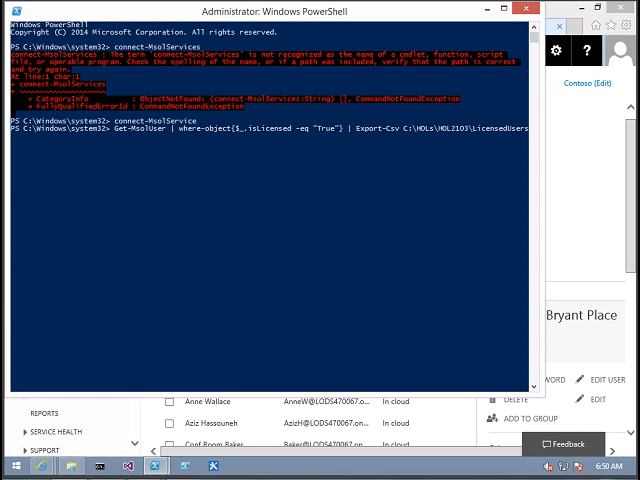 Administrator: Windows PowerShell
Windows PowerShell
Copyright (C) 2014 Microsoft Corporation. All rights reserved.
PS C:\Windows\system32> connect-MsolServices
connect-MsolServices : The term 'connect-MsolServices' is not recognized as the name of a cmdlet, function, script
file, or operable program. Check the spelling of the name, or if a path was included, verify that the path is correct
and try again.
At line:1 char:1
+ connect-MsolServices
+ ~~~~~~~~~~~~~~~~~~~~
+ CategoryInfo : ObjectNotFound: (connect-MsolServices:String) [], CommandNotFoundException
+ FullyQualifiedErrorId : CommandNotFoundException
PS C:\Windows\system32> connect-MsolService
PS C:\Windows\system32> Get-MsolUser | where-object{$_.isLicensed -eq "True"} | Export-Csv C:\HOLs\HOL2103\LicensedUsers
?
Contoso (Edit)
Bryant Place
WORD
EDIT USER
DELETE
EDIT
ADD TO GROUP
Anne Wallace AnneW@LODS470067.o... In cloud
Aziz Hassouneh AzizH@LODS470067.on... In cloud
Conf Room Baker Baker@LODS470067.on... In cloud
REPORTS
SERVICE HEALTH
SUPPORT
Feedback
6:50 AM